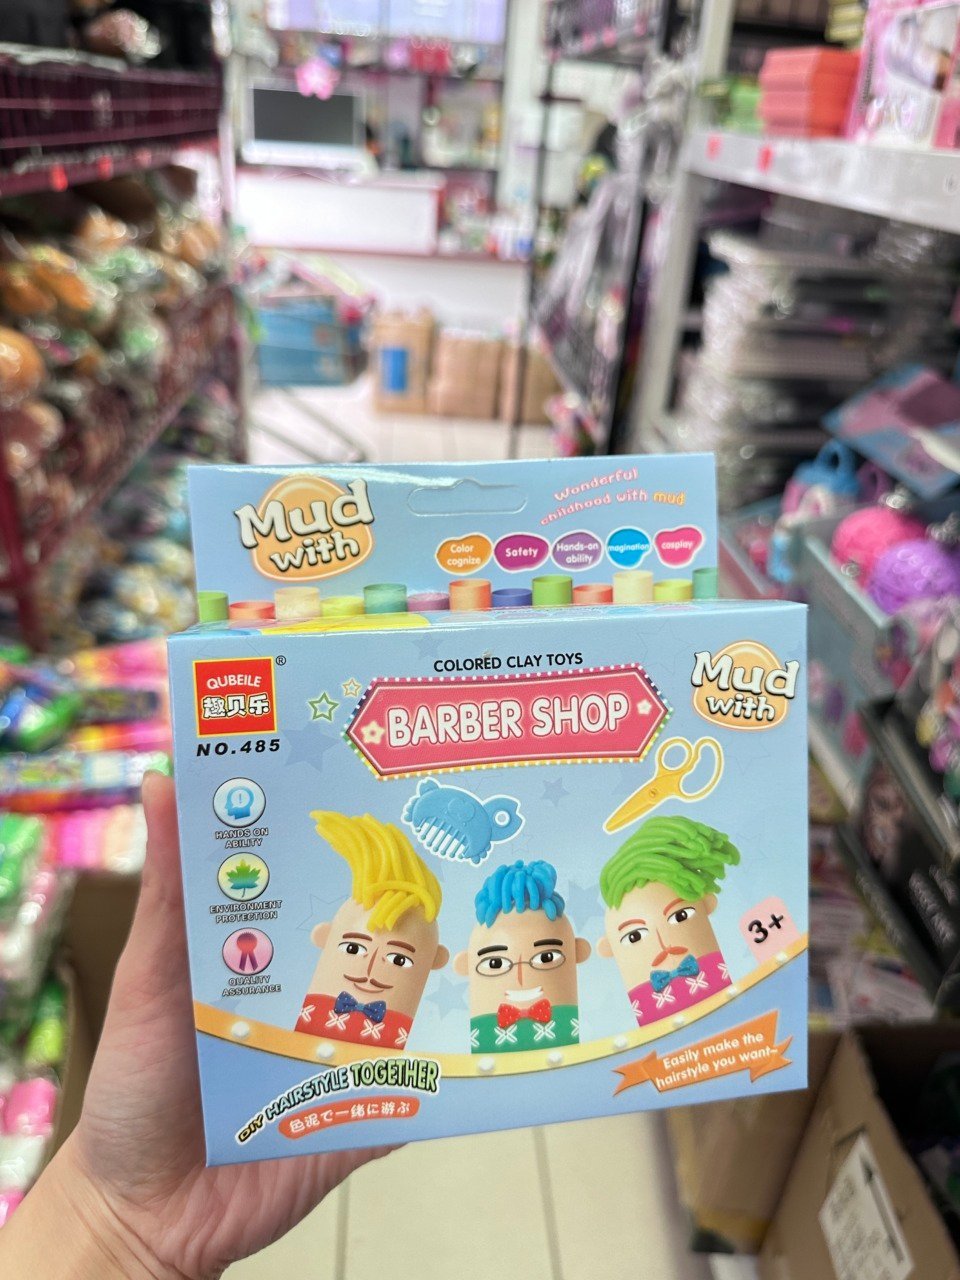 Mud
with
Wonderful
childhood with mud
Color
cognize
Safety
Hands-on
ability
magination
cosplay
QUBEILE
®
趣贝乐
NO.485
COLORED CLAY TOYS
BARBER SHOP
Mud
with
HANDS ON
ABILITY
ENVIRONMENT
PROTECTION
QUALITY
ASSURANCE
3+
DIY HAIRSTYLE TOGETHER
色泥で一緒に游ぶ
Easily make the
hairstyle you want~